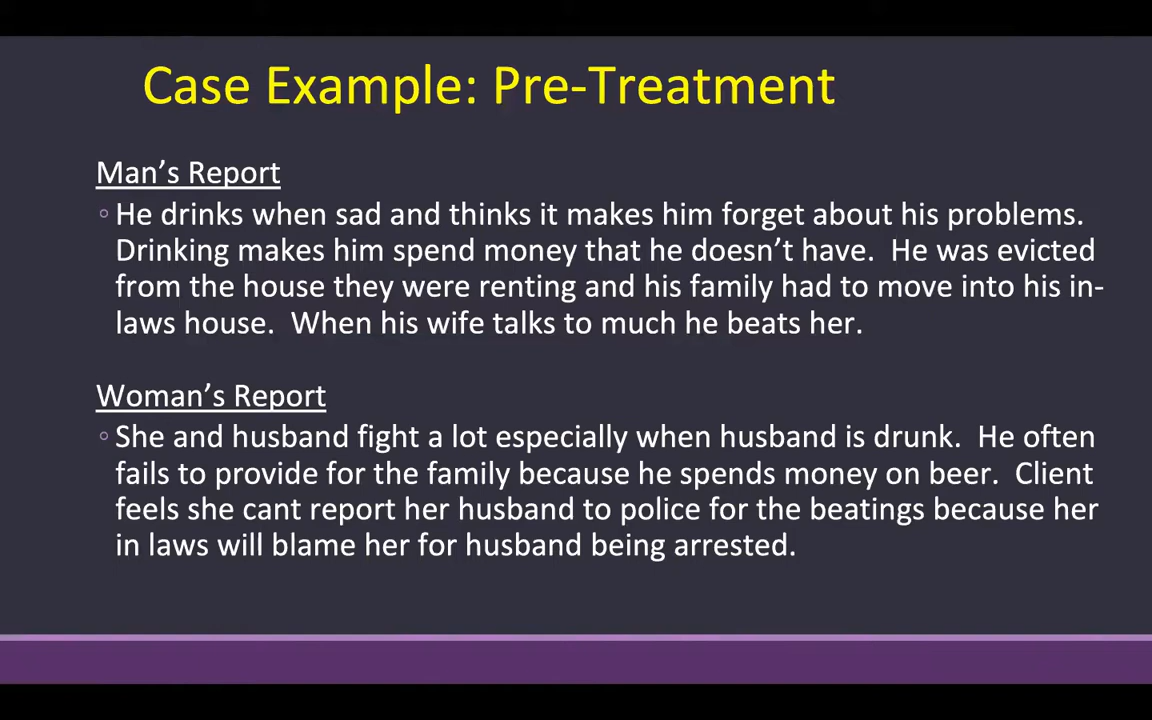 Case Example: Pre-Treatment
Man’s Report
◦ He drinks when sad and thinks it makes him forget about his problems.
Drinking makes him spend money that he doesn’t have. He was evicted
from the house they were renting and his family had to move into his in-
laws house. When his wife talks to much he beats her.
Woman’s Report
◦ She and husband fight a lot especially when husband is drunk. He often
fails to provide for the family because he spends money on beer. Client
feels she cant report her husband to police for the beatings because her
in laws will blame her for husband being arrested.